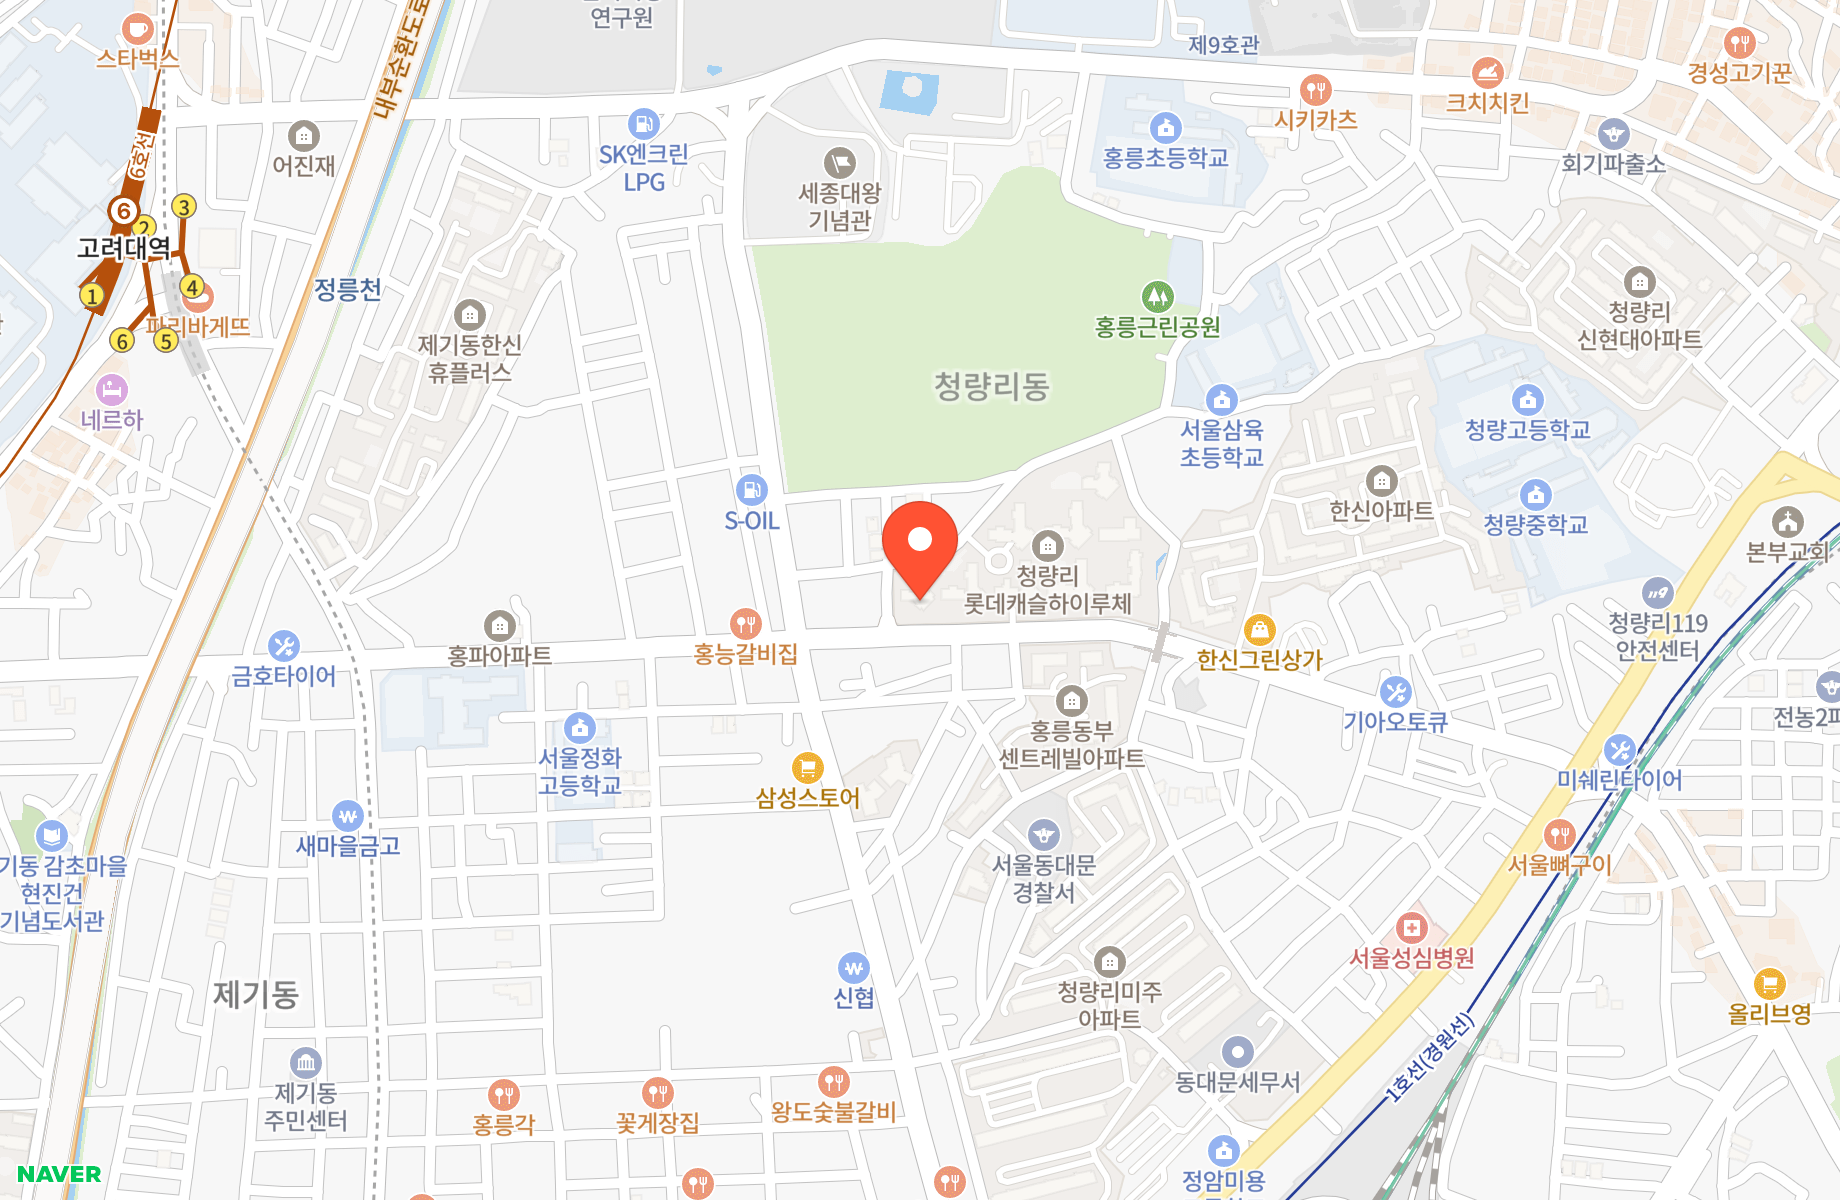 연구원
제9호관
스타벅스
경성고기꾼
크치치킨
시키카츠
내부순환도로
6호선
어진재
SK엔크린
LPG
홍릉초등학교
회기파출소
세종대왕
기념관
6
3
2
고려대역
4
1
파리바게뜨
6
5
정릉천
홍릉근린공원
청량리
신현대아파트
제기동한신
휴플러스
청량리동
네르하
서울삼육
초등학교
청량고등학교
한신아파트
청량중학교
S-OIL
본부교회
청량리
롯데캐슬하이루체
청량리119
안전센터
홍파아파트
홍능갈비집
한신그린상가
금호타이어
기아오토큐
전농2파
홍릉동부
센트레빌아파트
서울정화
고등학교
미쉐린타이어
삼성스토어
새마을금고
서울뼈구이
기동 감초마을
현진건
기념도서관
서울동대문
경찰서
서울성심병원
제기동
신협
청량리미주
아파트
올리브영
1호선(경원선)
동대문세무서
제기동
주민센터
홍릉각
꽃게장집
왕도숯불갈비
정암미용
NAVER